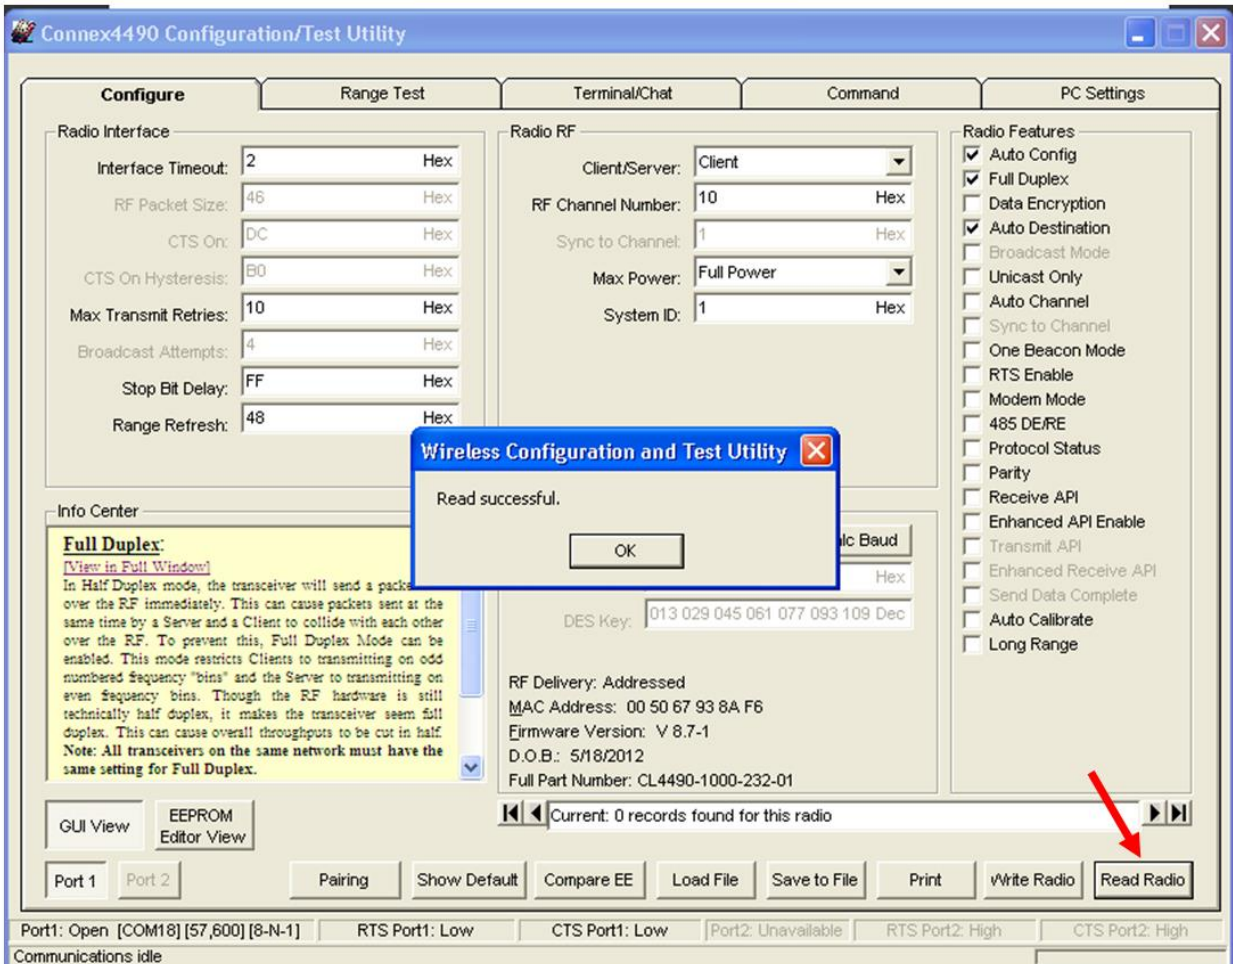 Connex4490 Configuration/Test Utility
Configure
Range Test
Terminal/Chat
Command
PC Settings
Radio Interface
Interface Timeout: 2 Hex
RF Packet Size: 46 Hex
CTS On: DC Hex
CTS On Hysteresis: B0 Hex
Max Transmit Retries: 10 Hex
Broadcast Attempts: 4 Hex
Stop Bit Delay: FF Hex
Range Refresh: 48 Hex
Radio RF
Client/Server: Client
RF Channel Number: 10 Hex
Sync to Channel: 1 Hex
Max Power: Full Power
System ID: 1 Hex
Radio Features
Auto Config
Full Duplex
Data Encryption
Auto Destination
Broadcast Mode
Unicast Only
Auto Channel
Sync to Channel
One Beacon Mode
RTS Enable
Modem Mode
485 DE/RE
Protocol Status
Parity
Receive API
Enhanced API Enable
Transmit API
Enhanced Receive API
Send Data Complete
Auto Calibrate
Long Range
Wireless Configuration and Test Utility
Read successful.
OK
Info Center
Full Duplex:
[View in Full Window]
In Half Duplex mode, the transceiver will send a
over the RF immediately. This can cause packets sent at the
same time by a Server and a Client to collide with each other
over the RF. To prevent this, Full Duplex Mode can be
enabled. This mode restricts Clients to transmitting on odd
numbered frequency "bins" and the Server to transmitting on
even frequency bins. Though the RF hardware is still
technically half duplex, it makes the transceiver seem full
duplex. This can cause overall throughputs to be cut in half.
Note: All transceivers on the same network must have the
same setting for Full Duplex.
Baud
Hex
DES Key: 013 029 045 061 077 093 109 Dec
RF Delivery: Addressed
MAC Address: 00 50 67 93 8A F6
Firmware Version: V 8.7-1
D.O.B.: 5/18/2012
Full Part Number: CL4490-1000-232-01
Current: 0 records found for this radio
GUI View
EEPROM
Editor View
Port 1
Port 2
Pairing
Show Default
Compare EE
Load File
Save to File
Print
Write Radio
Read Radio
Port1: Open [COM18] [57,600] [8-N-1]
RTS Port1: Low
CTS Port1: Low
Port2: Unavailable
RTS Port2: High
CTS Port2: High
Communications idle